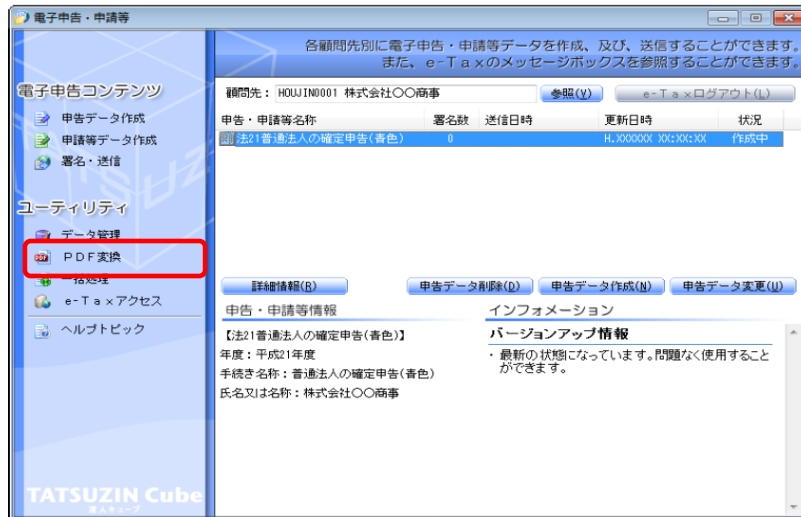 電子申告・申請等
各顧問先別に電子申告・申請等データを作成、及び、送信することができます。
また、e-Taxのメッセージボックスを参照することができます。
電子申告コンテンツ
申告データ作成
申請等データ作成
署名・送信
ユーティリティ
データ管理
PDF変換
一括処理
e-Taxアクセス
ヘルプトピック
TATSUZIN Cube
達人キューブ
顧問先： HOUJIN0001 株式会社〇〇商事 参照(V) e-Taxログアウト(L)
申告・申請等名称 署名数 送信日時 更新日時 状況
法21普通法人の確定申告(青色) 0 H.XXXXXX XX:XX:XX 作成中
詳細情報(R) 申告データ削除(D) 申告データ作成(N) 申告データ変更(U)
申告・申請等情報
【法21普通法人の確定申告(青色)】
年度：平成21年度
手続き名称：普通法人の確定申告(青色)
氏名又は名称：株式会社〇〇商事
インフォメーション
バージョンアップ情報
・最新の状態になっています。問題なく使用すること
ができます。